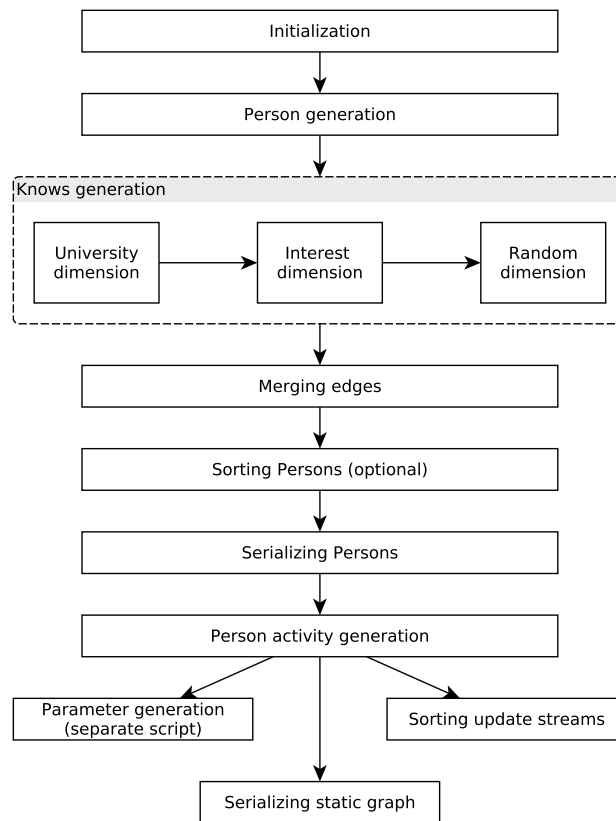 Initialization
Person generation
Knows generation
University
dimension
Interest
dimension
Random
dimension
Merging edges
Sorting Persons (optional)
Serializing Persons
Person activity generation
Parameter generation
(separate script)
Sorting update streams
Serializing static graph